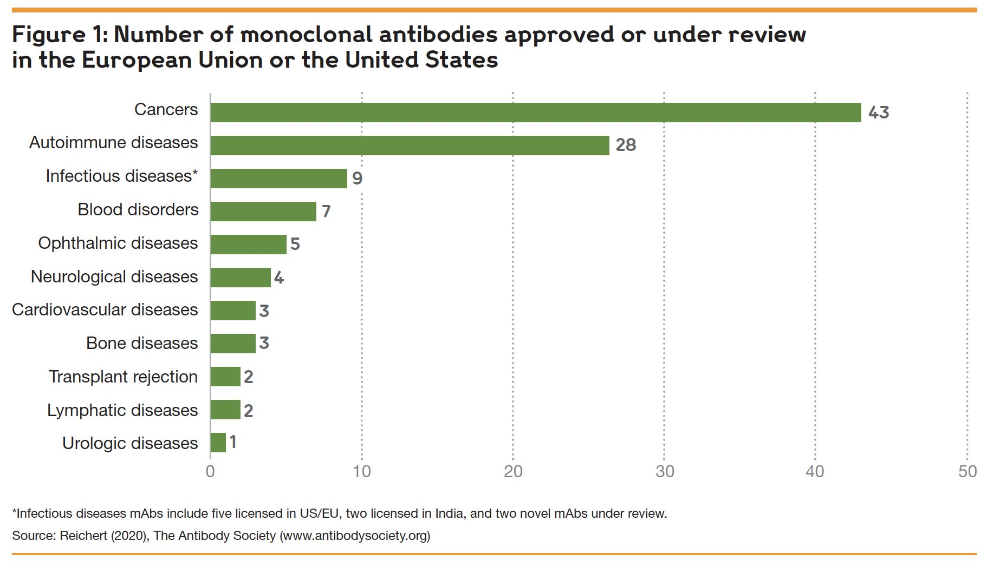 Figure 1: Number of monoclonal antibodies approved or under review
in the European Union or the United States
Cancers 43
Autoimmune diseases 28
Infectious diseases* 9
Blood disorders 7
Ophthalmic diseases 5
Neurological diseases 4
Cardiovascular diseases 3
Bone diseases 3
Transplant rejection 2
Lymphatic diseases 2
Urologic diseases 1
0 10 20 30 40 50
*Infectious diseases mAbs include five licensed in US/EU, two licensed in India, and two novel mAbs under review.
Source: Reichert (2020), The Antibody Society (www.antibodysociety.org)